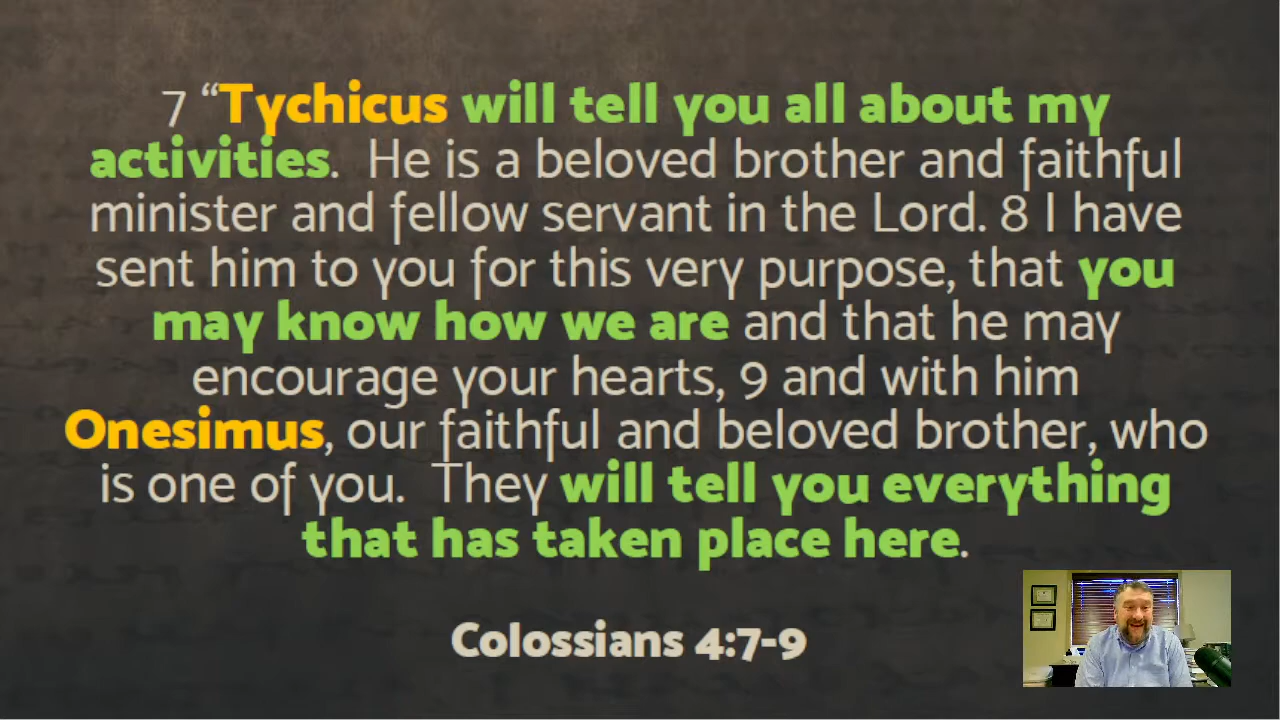 7 “Tychicus will tell you all about my
activities.  He is a beloved brother and faithful
minister and fellow servant in the Lord. 8 I have
sent him to you for this very purpose, that you
may know how we are and that he may
encourage your hearts, 9 and with him
Onesimus, our faithful and beloved brother, who
is one of you.  They will tell you everything
that has taken place here.
Colossians 4:7-9